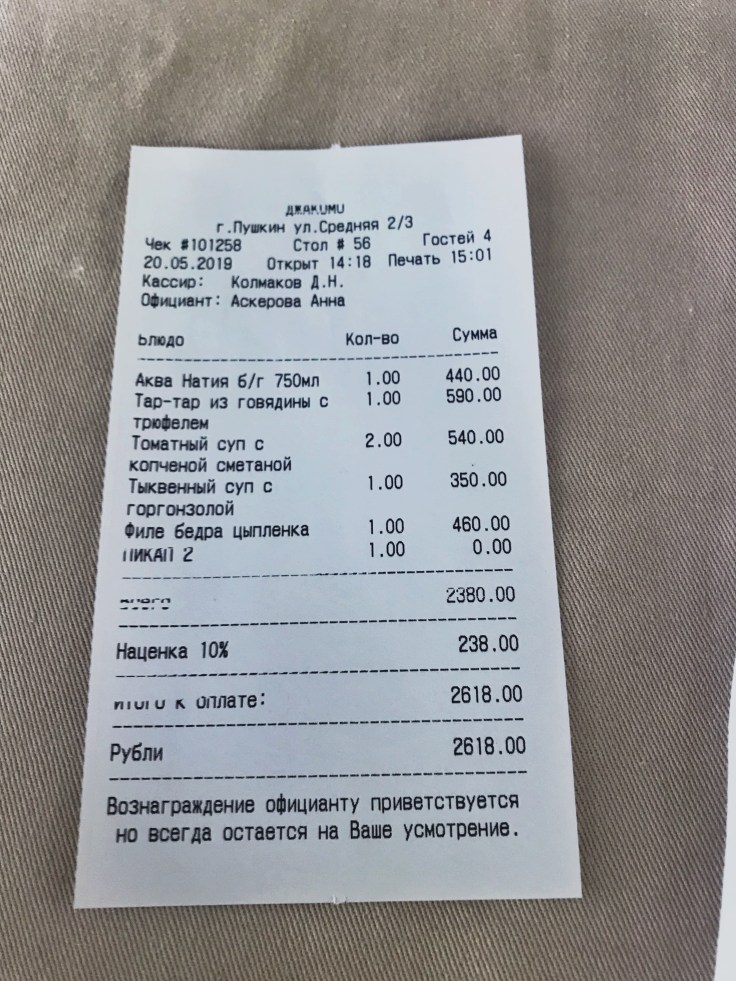 ДЖАКUMU
г.Пушкин ул.Средняя 2/3
Чек #101258 Стол # 56 Гостей 4
20.05.2019 Открыт 14:18 Печать 15:01
Кассир: Колмаков Д.Н.
Официант: Аскерова Анна
Блюдо Кол-во Сумма
Аква Натия б/г 750мл 1.00 440.00
Тар-тар из говядины с 1.00 590.00
трюфелем
Томатный суп с 2.00 540.00
копченой сметаной
Тыквенный суп с 1.00 350.00
горгонзолой
Филе бедра цыпленка 1.00 460.00
ПИКАП 2 1.00 0.00
Всего 2380.00
Наценка 10% 238.00
Итого к оплате: 2618.00
Рубли 2618.00
Вознаграждение официанту приветствуется
но всегда остается на Ваше усмотрение.